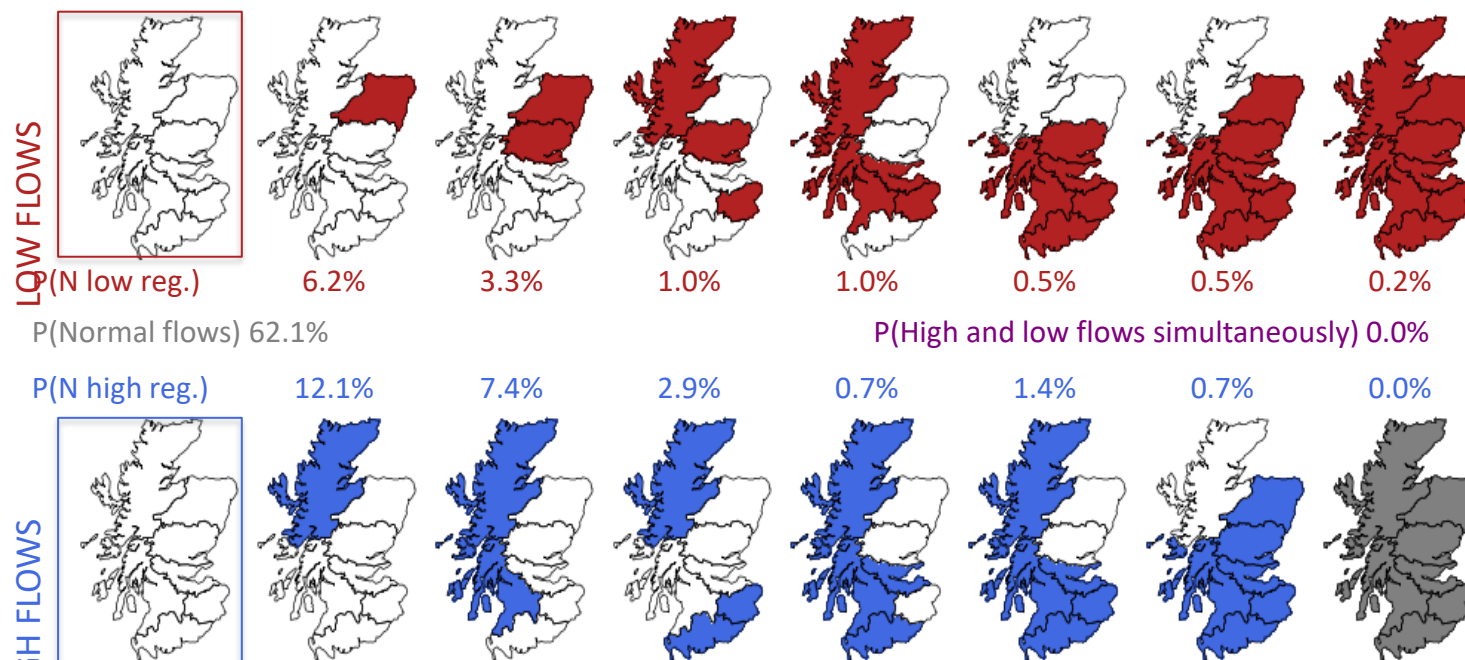 LOW FLOWS
P(N low reg.) 6.2% 3.3% 1.0% 1.0% 0.5% 0.5% 0.2%
P(Normal flows) 62.1% P(High and low flows simultaneously) 0.0%
P(N high reg.) 12.1% 7.4% 2.9% 0.7% 1.4% 0.7% 0.0%
GH FLOWS